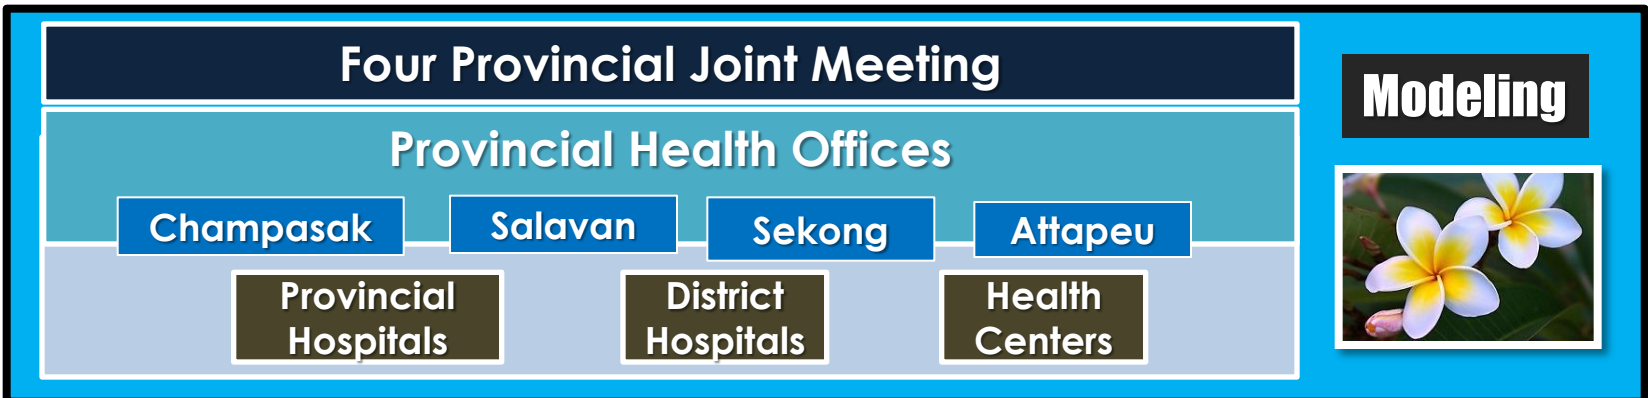 Four Provincial Joint Meeting
Modeling
Provincial Health Offices
Champasak
Salavan
Sekong
Attapeu
Provincial
Hospitals
District
Hospitals
Health
Centers